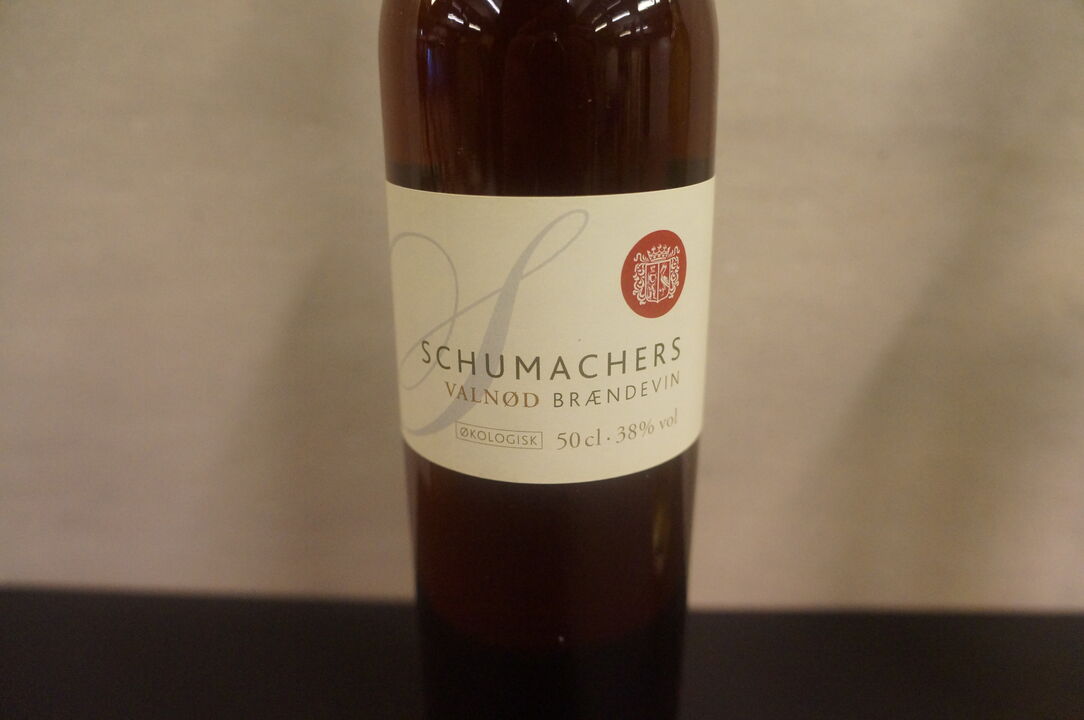 SCHUMACHERS
VALNØD BRÆNDEVIN
ØKOLOGISK 50 cl · 38% vol